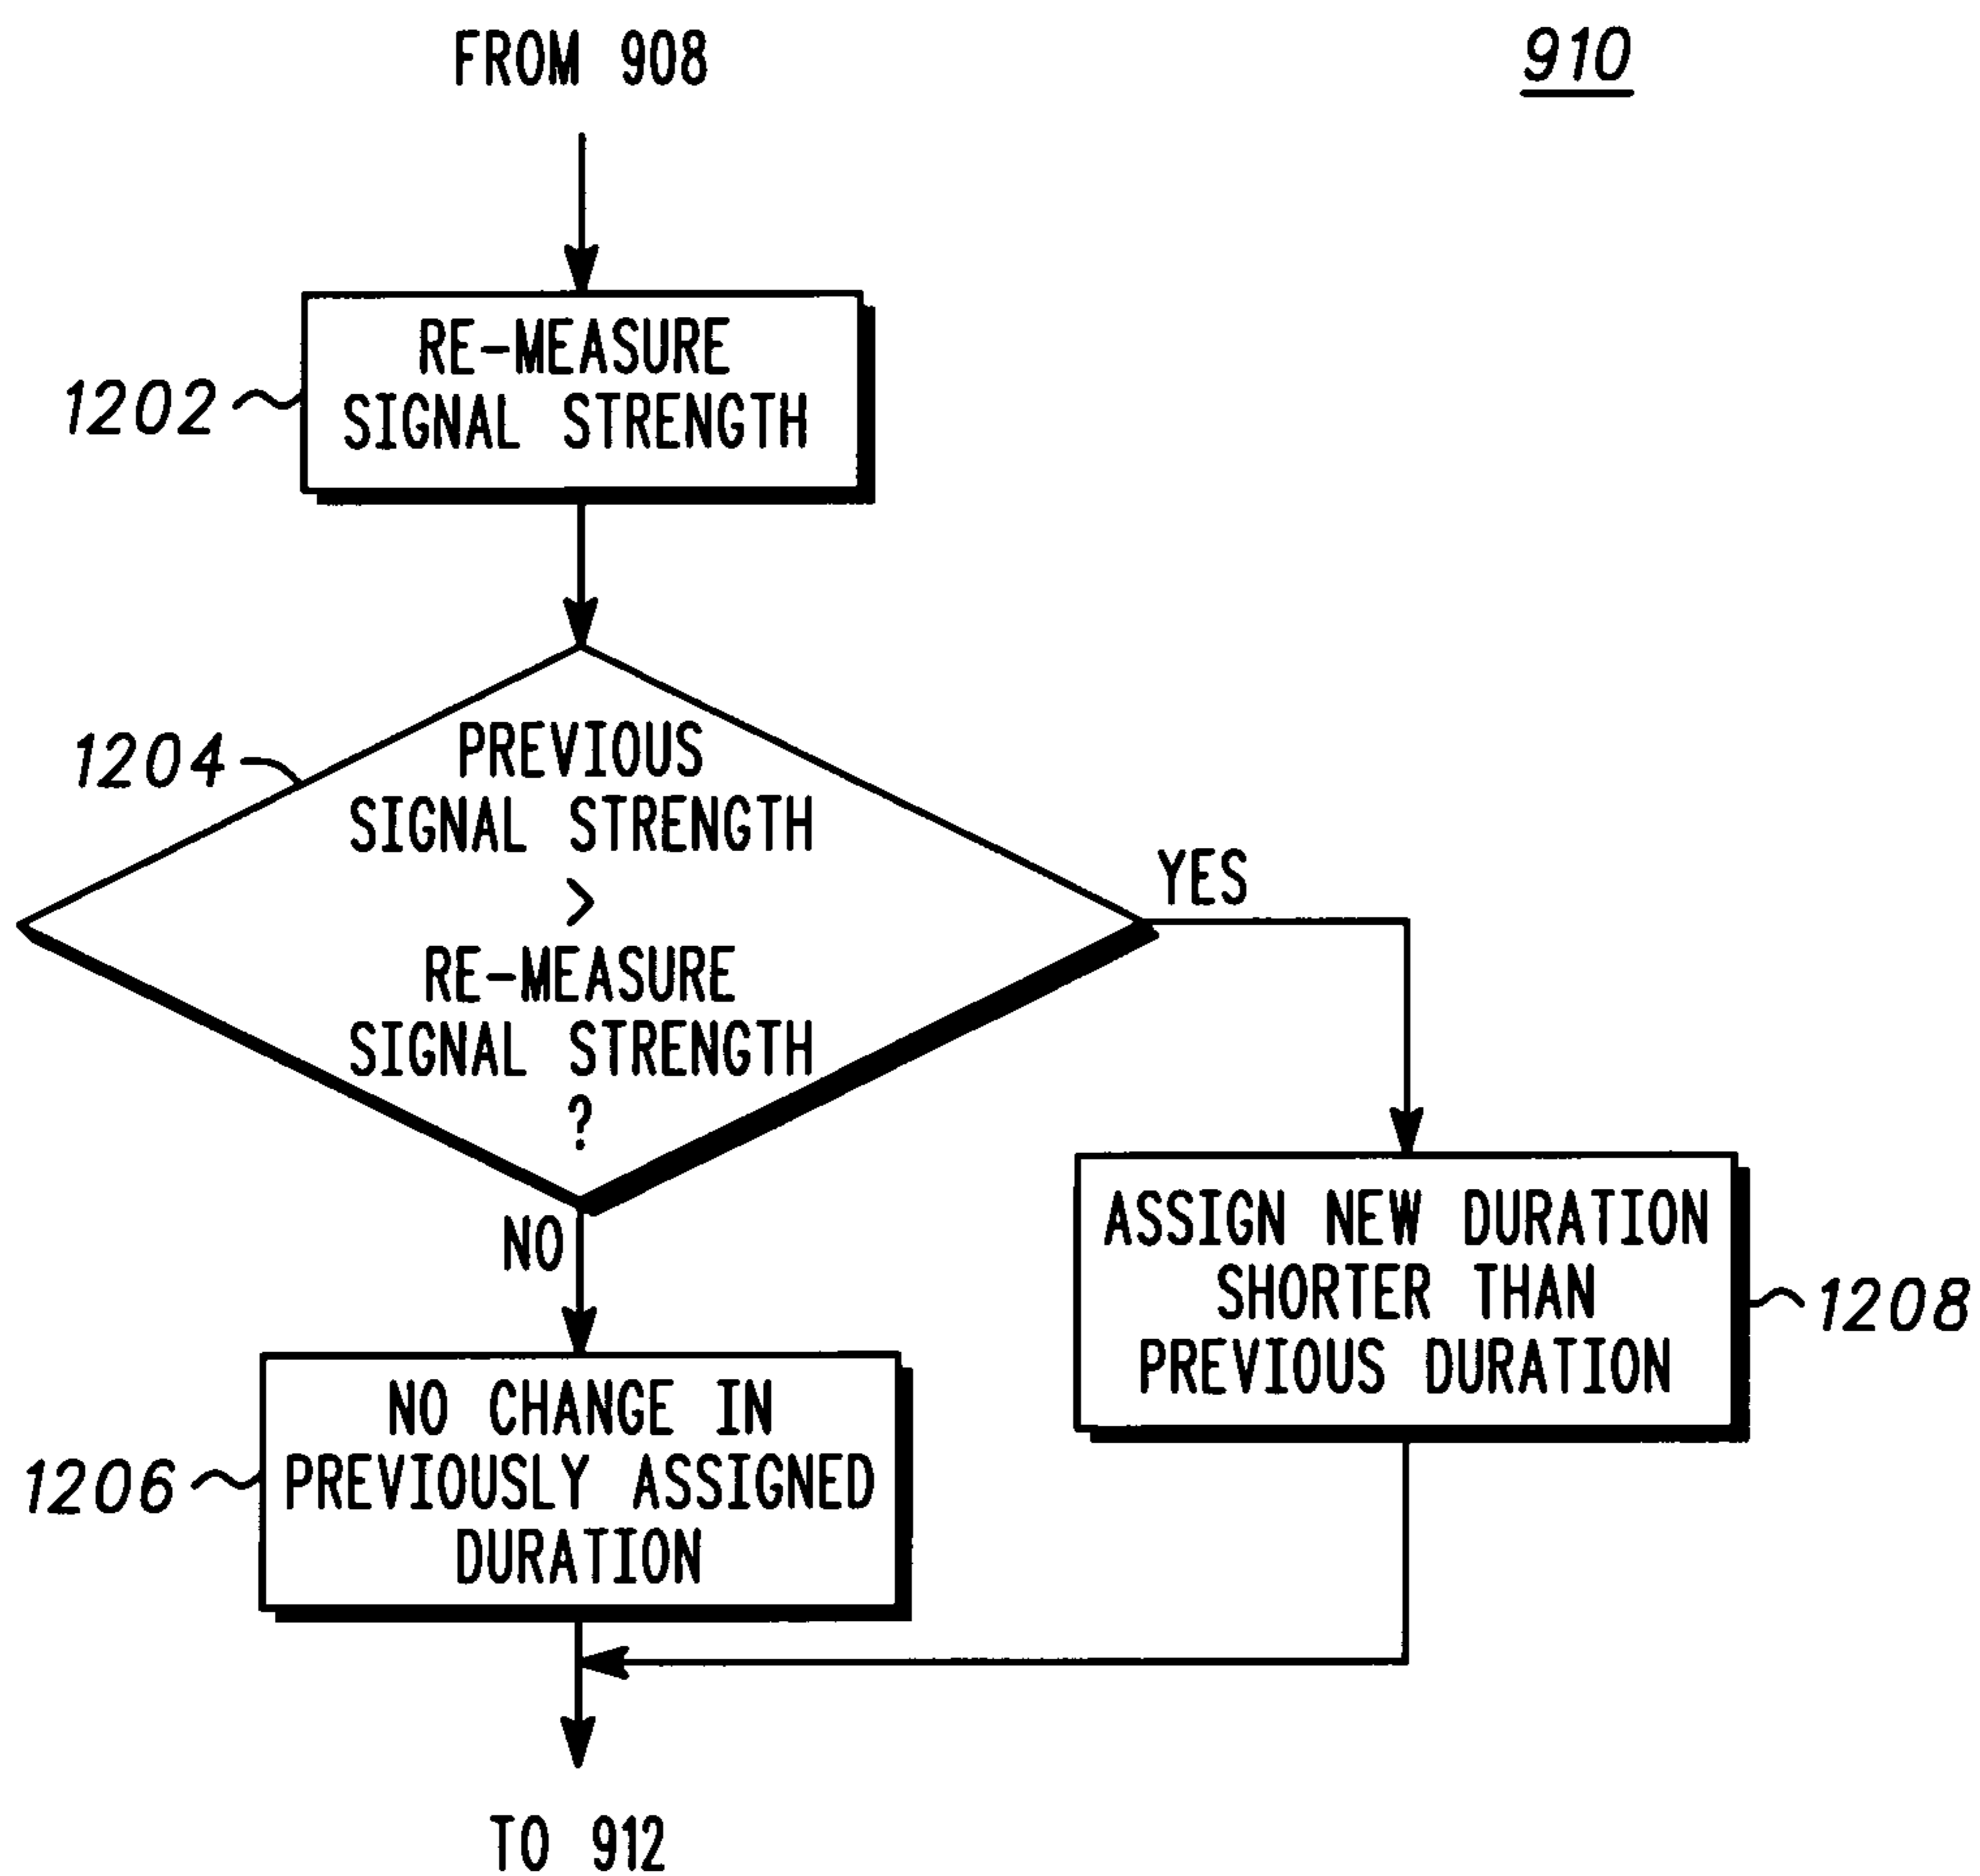 FROM 908
910
RE-MEASURE
SIGNAL STRENGTH
1202
1204
PREVIOUS
SIGNAL STRENGTH
>
RE-MEASURE
SIGNAL STRENGTH
?
YES
NO
ASSIGN NEW DURATION
SHORTER THAN
PREVIOUS DURATION
1208
NO CHANGE IN
PREVIOUSLY ASSIGNED
DURATION
1206
TO 912